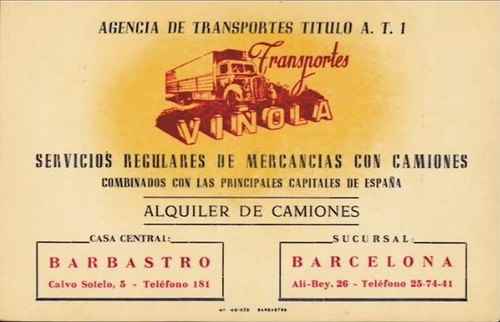 AGENCIA DE TRANSPORTES TITULO A. T. 1
Transportes
VIÑOLA
SERVICIOS REGULARES DE MERCANCIAS CON CAMIONES
COMBINADOS CON LAS PRINCIPALES CAPITALES DE ESPAÑA
ALQUILER DE CAMIONES
CASA CENTRAL:
BARBASTRO
Calvo Sotelo, 5 - Teléfono 181
SUCURSAL:
BARCELONA
Ali-Bey, 26 - Teléfono 25-74-41
BARBASTRO